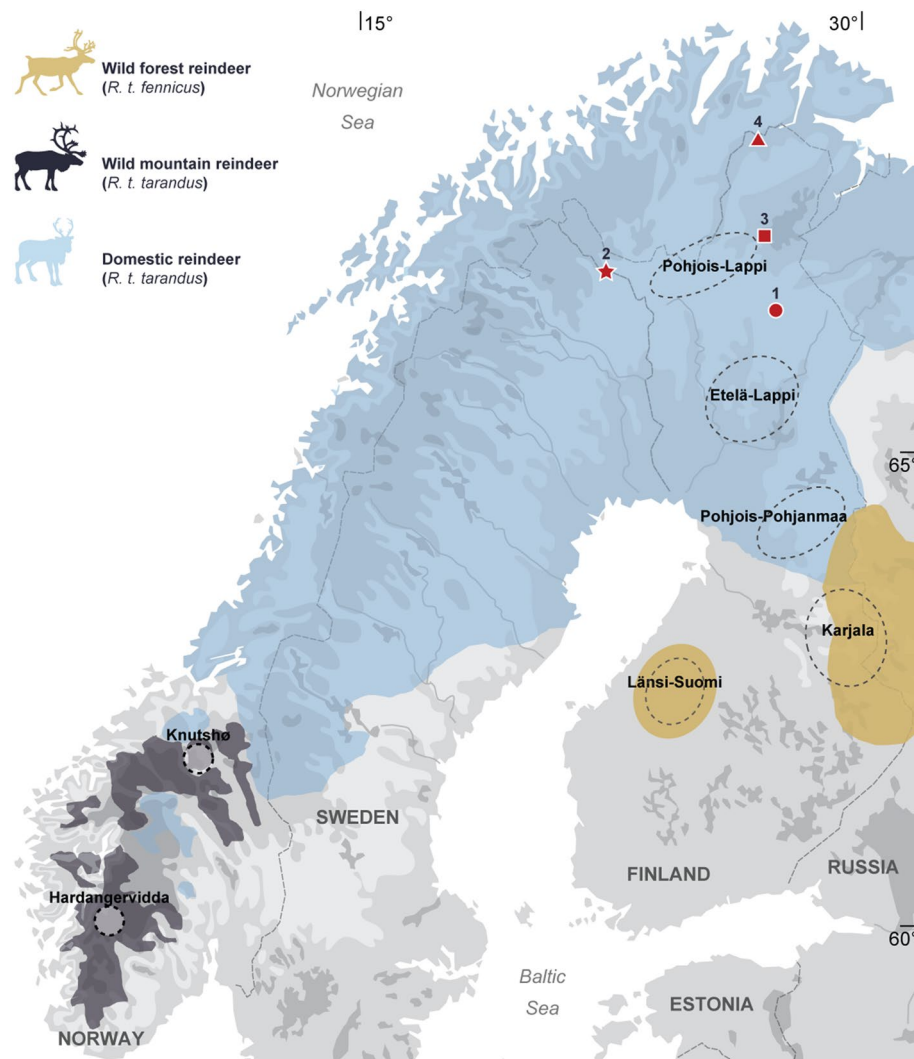 15°
30°
Wild forest reindeer
(R. t. fennicus)
Norwegian
Sea
4
Wild mountain reindeer
(R. t. tarandus)
3
Domestic reindeer
(R. t. tarandus)
2
Pohjois-Lappi
1
Etelä-Lappi
65°
Pohjois-Pohjanmaa
Karjala
Länsi-Suomi
Knutshø
SWEDEN
FINLAND
RUSSIA
Hardangervidda
60°
Baltic
Sea
ESTONIA
NORWAY